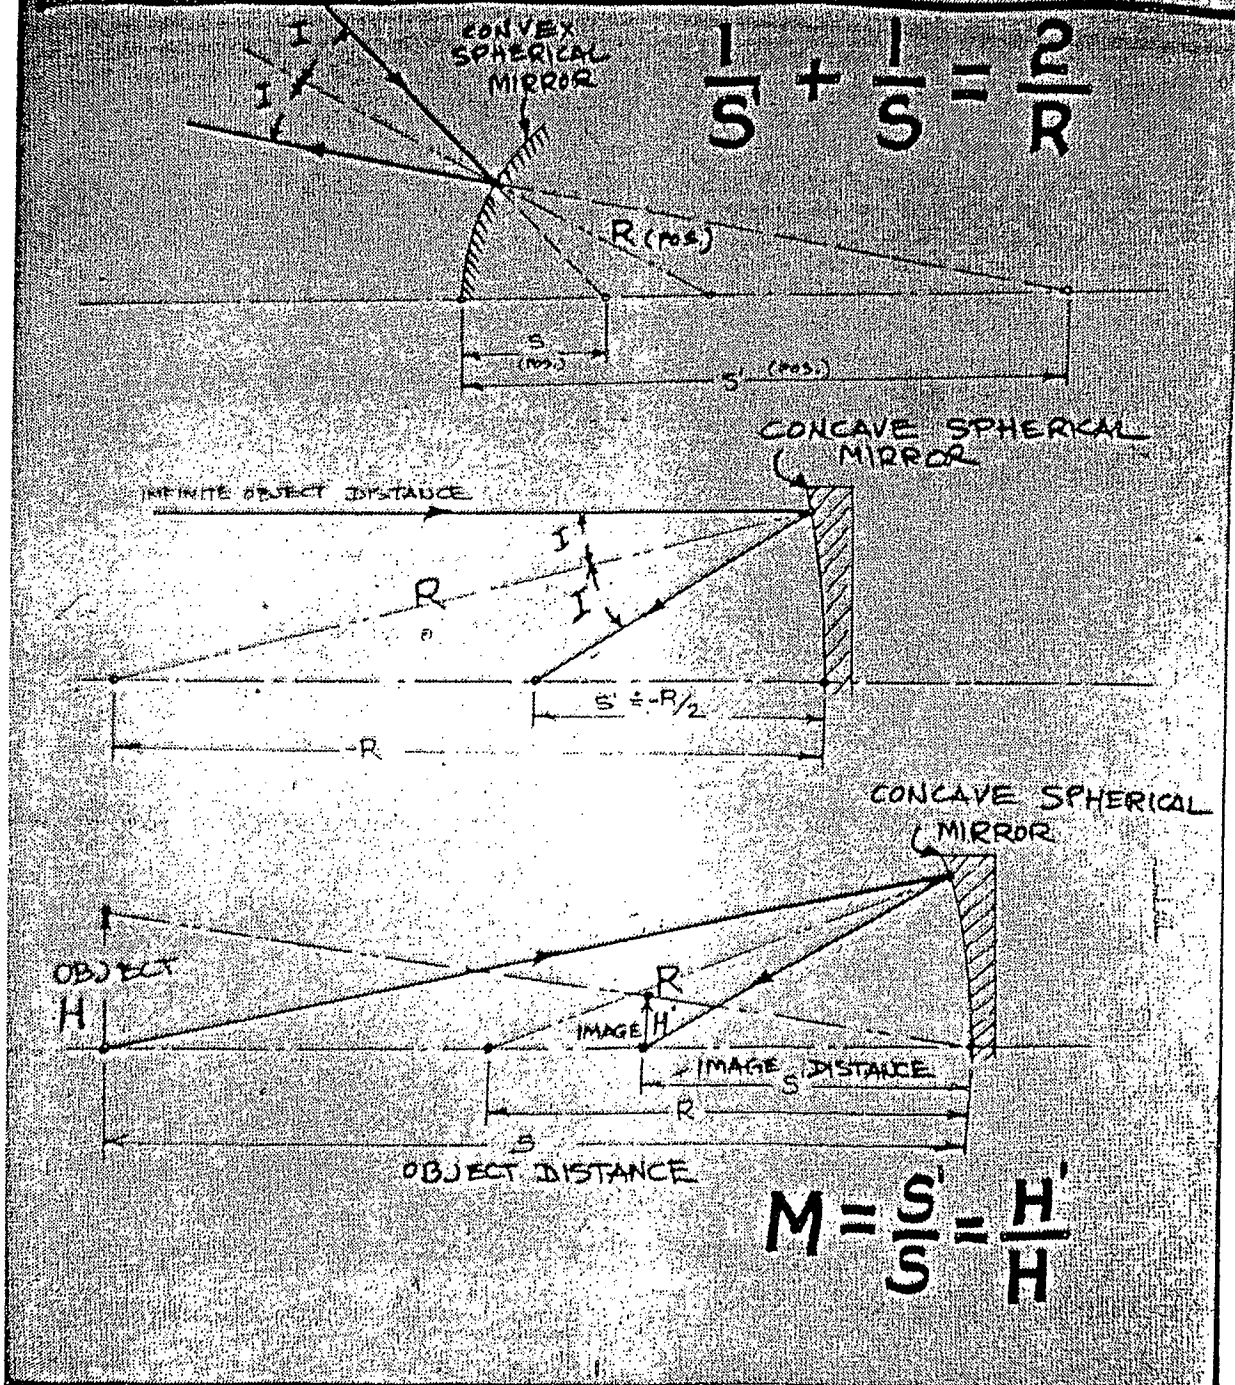 I
I
CONVEX
SPHERICAL
MIRROR
1/S' + 1/S = 2/R
R (POS.)
S
(POS.)
S' (POS.)
CONCAVE SPHERICAL
MIRROR
INFINITE OBJECT DISTANCE
I
I
R
S' ≐ -R/2
-R
CONCAVE SPHERICAL
MIRROR
OBJECT
H
R
IMAGE H'
IMAGE DISTANCE
S'
R
S
OBJECT DISTANCE
M = S'/S = H'/H